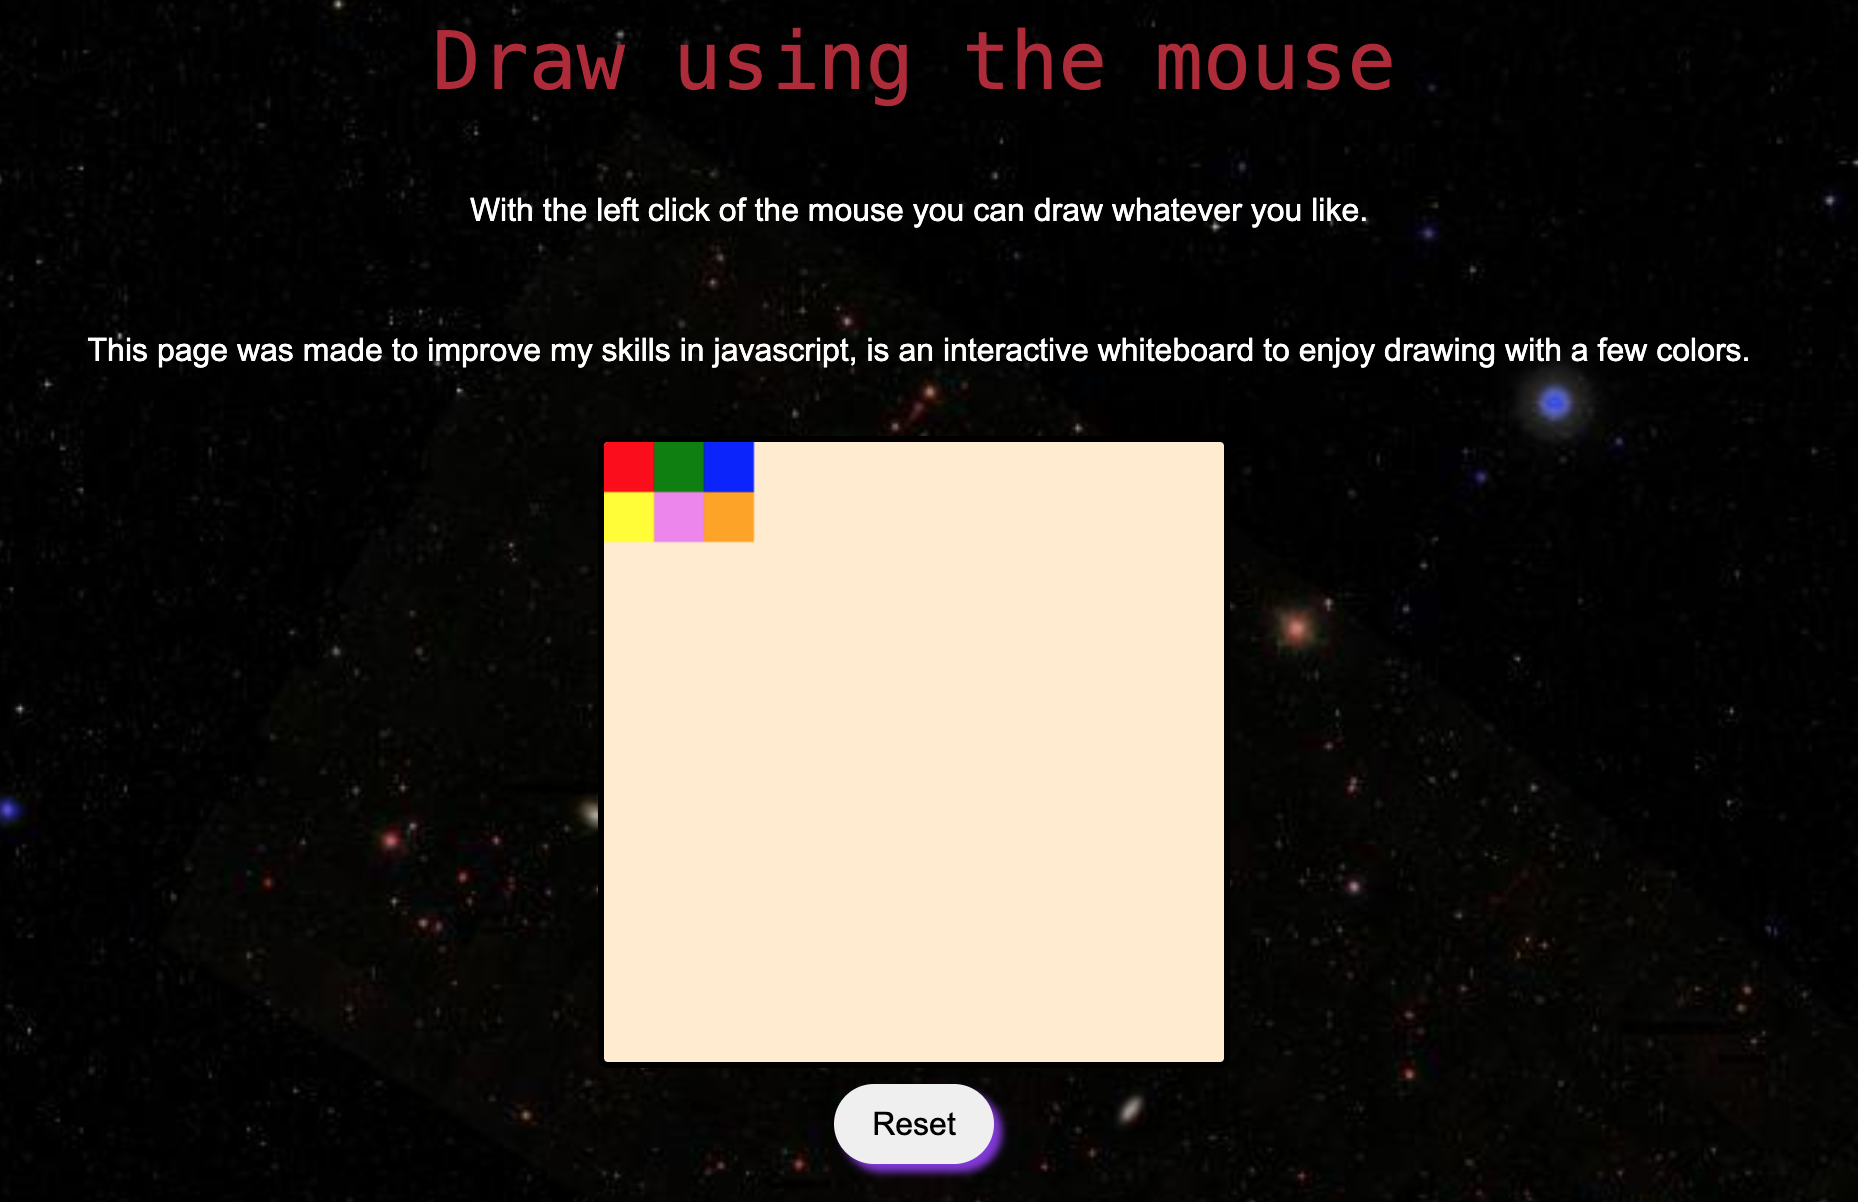 Draw using the mouse
With the left click of the mouse you can draw whatever you like.
This page was made to improve my skills in javascript, is an interactive whiteboard to enjoy drawing with a few colors.
Reset